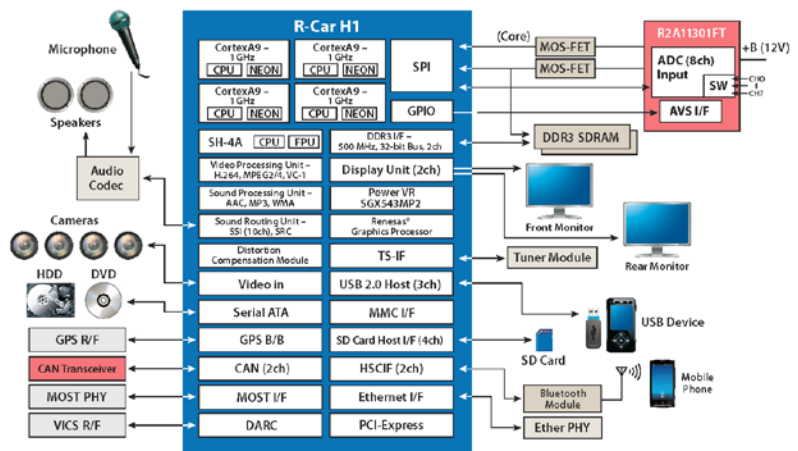 R-Car H1
Microphone
Speakers
Audio
Codec
Cameras
HDD
DVD
GPS R/F
CAN Transceiver
MOST PHY
VICS R/F
CortexA9 –
1 GHz
CPU
NEON
CortexA9 –
1 GHz
CPU
NEON
SPI
CortexA9 –
1 GHz
CPU
NEON
CortexA9 –
1 GHz
CPU
NEON
GPIO
SH-4A
CPU
FPU
DDR3 I/F –
500 MHz, 32-bit Bus, 2ch
Video Processing Unit –
H.264, MPEG2/4, VC-1
Display Unit (2ch)
Sound Processing Unit –
AAC, MP3, WMA
Power VR
SGX543MP2
Sound Routing Unit –
SSI (10ch), SRC
Renesas®
Graphics Processor
Distortion
Compensation Module
TS-IF
Video in
USB 2.0 Host (3ch)
Serial ATA
MMC I/F
GPS B/B
SD Card Host I/F (4ch)
CAN (2ch)
HSCIF (2ch)
MOST I/F
Ethernet I/F
DARC
PCI-Express
(Core)
MOS-FET
MOS-FET
R2A11301FT
ADC (8ch)
Input
SW
AVS I/F
+B (12V)
CH0
CH7
DDR3 SDRAM
Front Monitor
Rear Monitor
Tuner Module
USB Device
SD Card
Bluetooth
Module
Mobile
Phone
Ether PHY